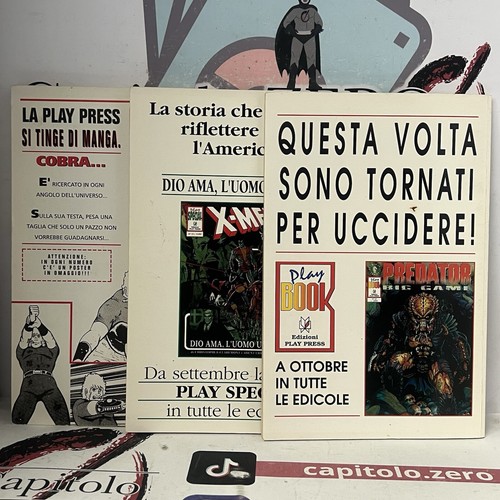 LA PLAY PRESS
SI TINGE DI MANGA.
COBRA...
E' RICERCATO IN OGNI
ANGOLO DELL'UNIVERSO...
SULLA SUA TESTA, PESA UNA
TAGLIA CHE SOLO UN PAZZO NON
VORREBBE GUADAGNARSI...
ATTENZIONE:
IN OGNI NUMERO
C'E' UN POSTER
IN OMAGGIO!!!
La storia che
riflettere
l'Americ
DIO AMA, L'UOMO
X-ME
DIO AMA, L'UOMO U
Da settembre la
PLAY SPEC
in tutte le ed
QUESTA VOLTA
SONO TORNATI
PER UCCIDERE!
Play
BOOK
Edizioni
PLAY PRESS
PREDATOR
BIG GAME
A OTTOBRE
IN TUTTE
LE EDICOLE
Capitolo
capitolo.zero